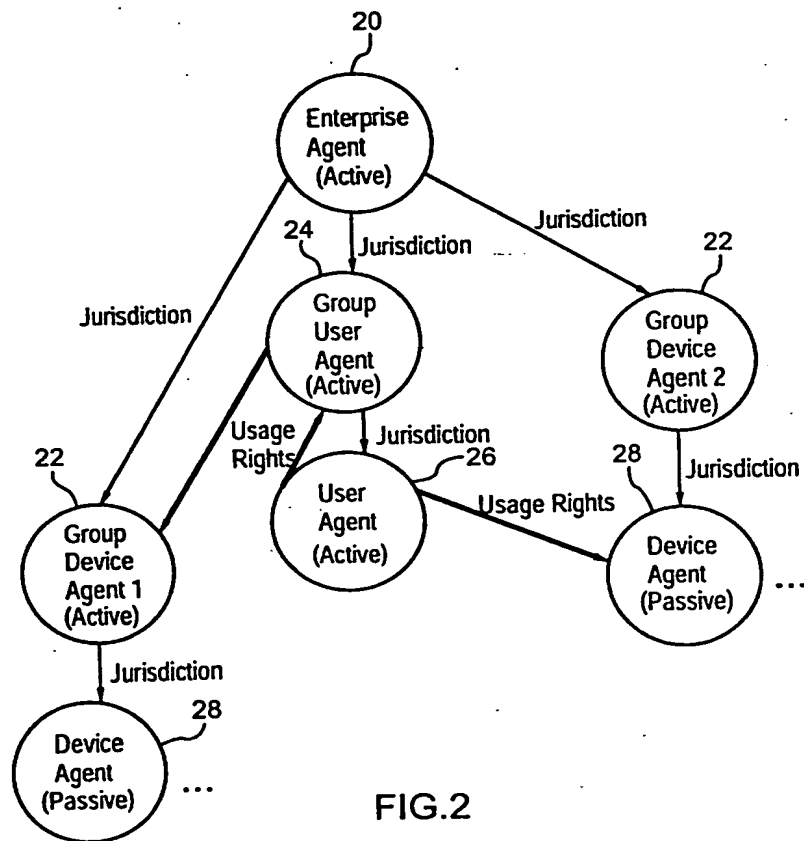 20
Enterprise
Agent
(Active)
Jurisdiction
24
Jurisdiction
22
Jurisdiction
Group
User
Agent
(Active)
Group
Device
Agent 2
(Active)
Usage
Rights
Jurisdiction
22
26
28
Jurisdiction
Group
Device
Agent 1
(Active)
User
Agent
(Active)
Usage Rights
Device
Agent
(Passive)
...
Jurisdiction
28
Device
Agent
(Passive)
...
FIG.2